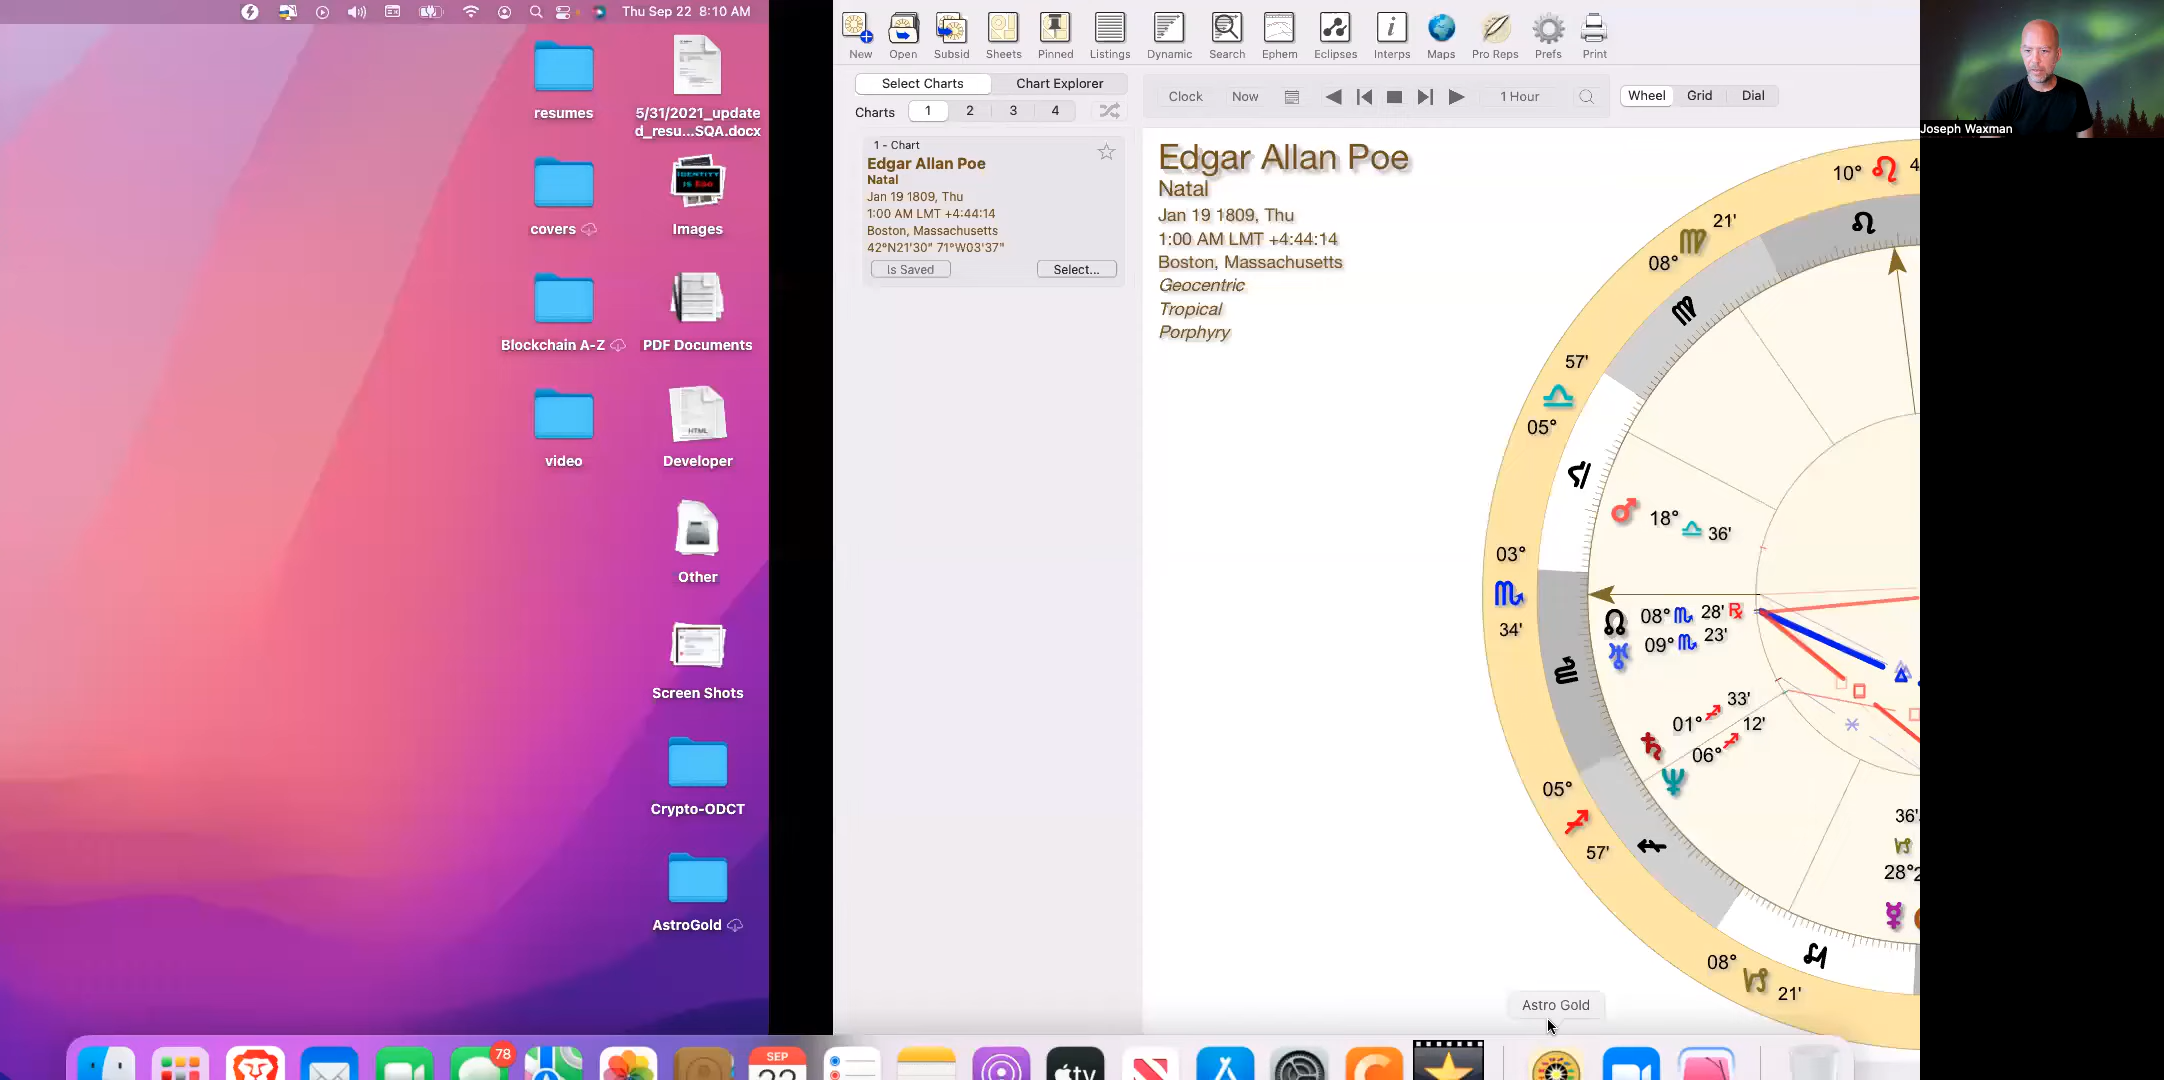 Thu Sep 22 8:10 AM
resumes
5/31/2021_update
d_resu...SQA.docx
covers
Images
Blockchain A-Z
PDF Documents
video
HTML
Developer
Other
Screen Shots
Crypto-ODCT
AstroGold
IDENTITY
New
Open
Subsid
Sheets
Pinned
Listings
Dynamic
Search
Ephem
Eclipses
Interps
Maps
Pro Reps
Prefs
Print
Select Charts
Chart Explorer
Charts
1
2
3
4
Clock
Now
1 Hour
Wheel
Grid
Dial
1 - Chart
Edgar Allan Poe
Natal
Jan 19 1809, Thu
1:00 AM LMT +4:44:14
Boston, Massachusetts
42°N21'30" 71°W03'37"
Is Saved
Select...
Edgar Allan Poe
Natal
Jan 19 1809, Thu
1:00 AM LMT +4:44:14
Boston, Massachusetts
Geocentric
Tropical
Porphyry
10° ♌ 4
21'
♍
08°
57'
♎
05°
♂ 18° ♎ 36'
03°
♏
34'
☊ 08° ♏ 28' ℞
♅ 09° ♏ 23'
♄ 01° ♐ 33'
♆ 06° ♐ 12'
05°
♐
57'
08° ♑ 21'
36'
♑
28°
☿
Joseph Waxman
Astro Gold
78
SEP
22
tv